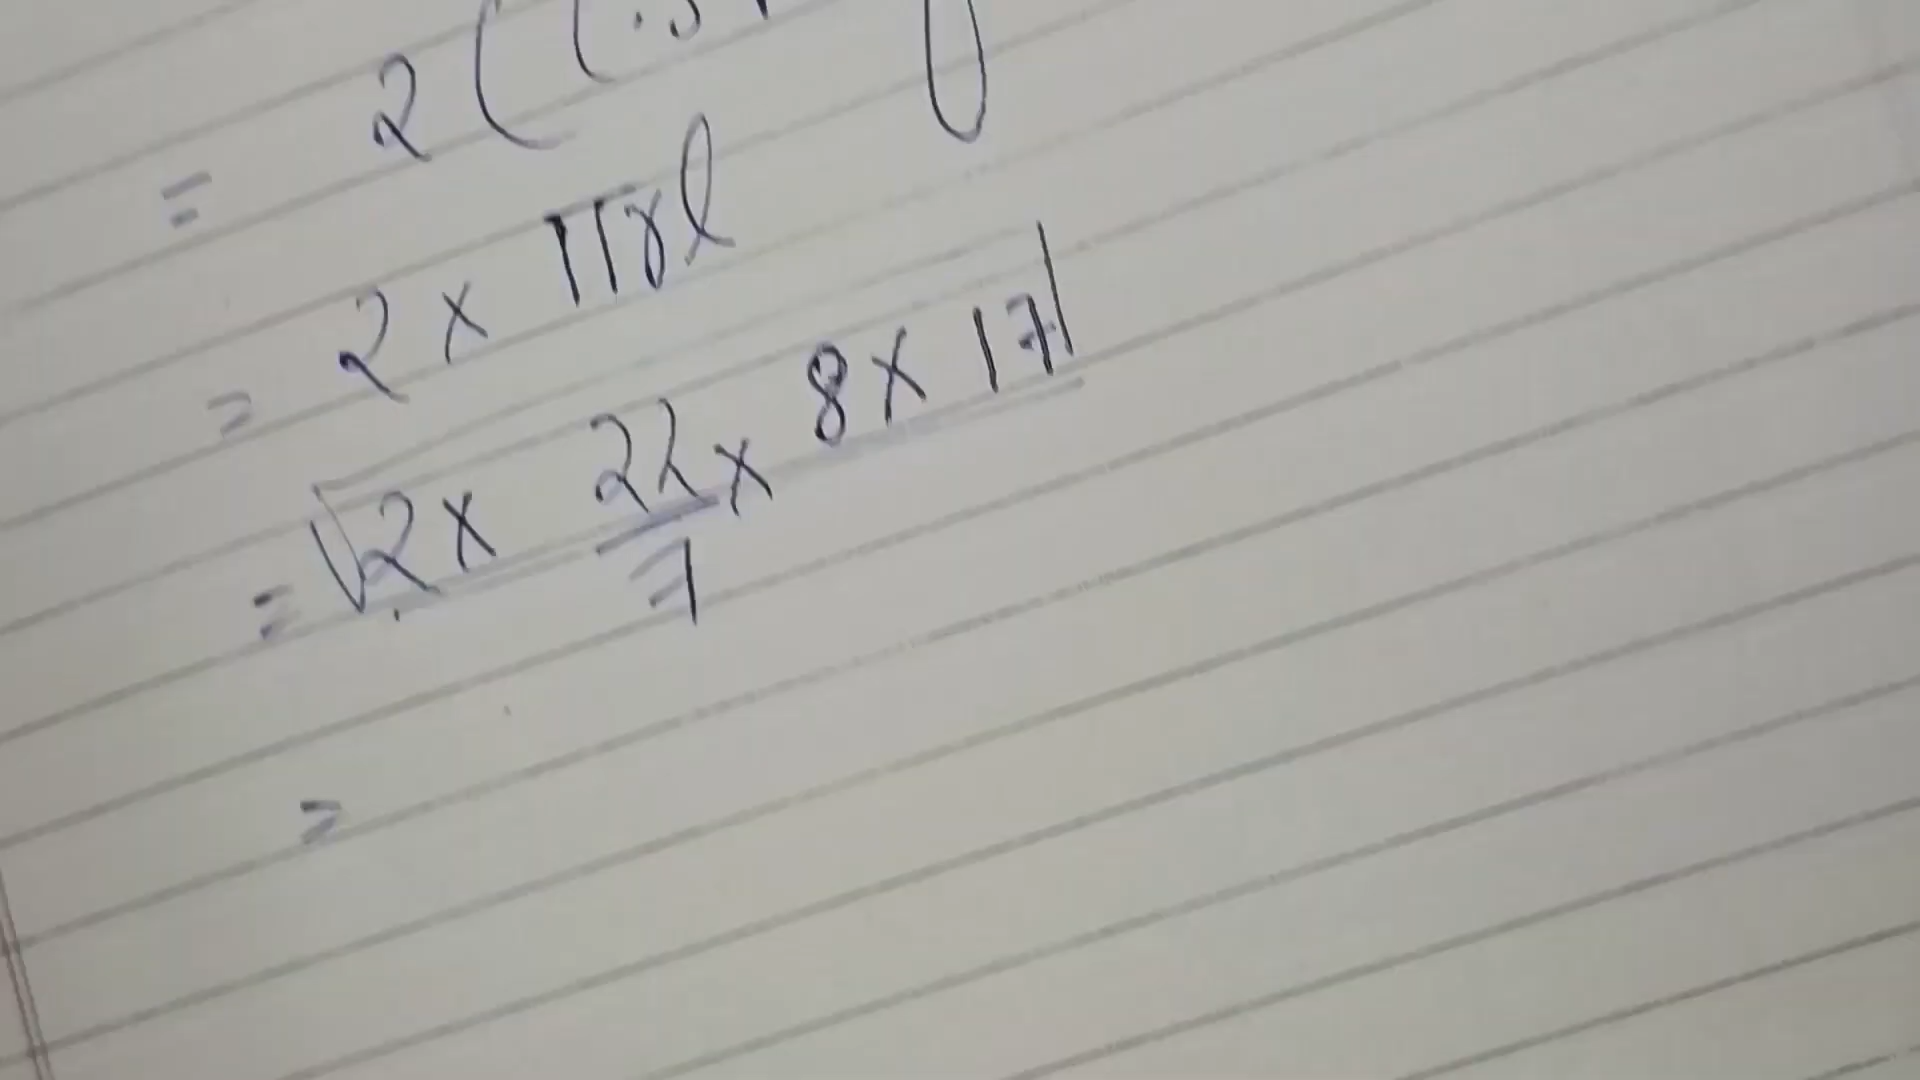 = 2 (
= 2 × πrl
= √2 × 22/7 × 8 × 17
=